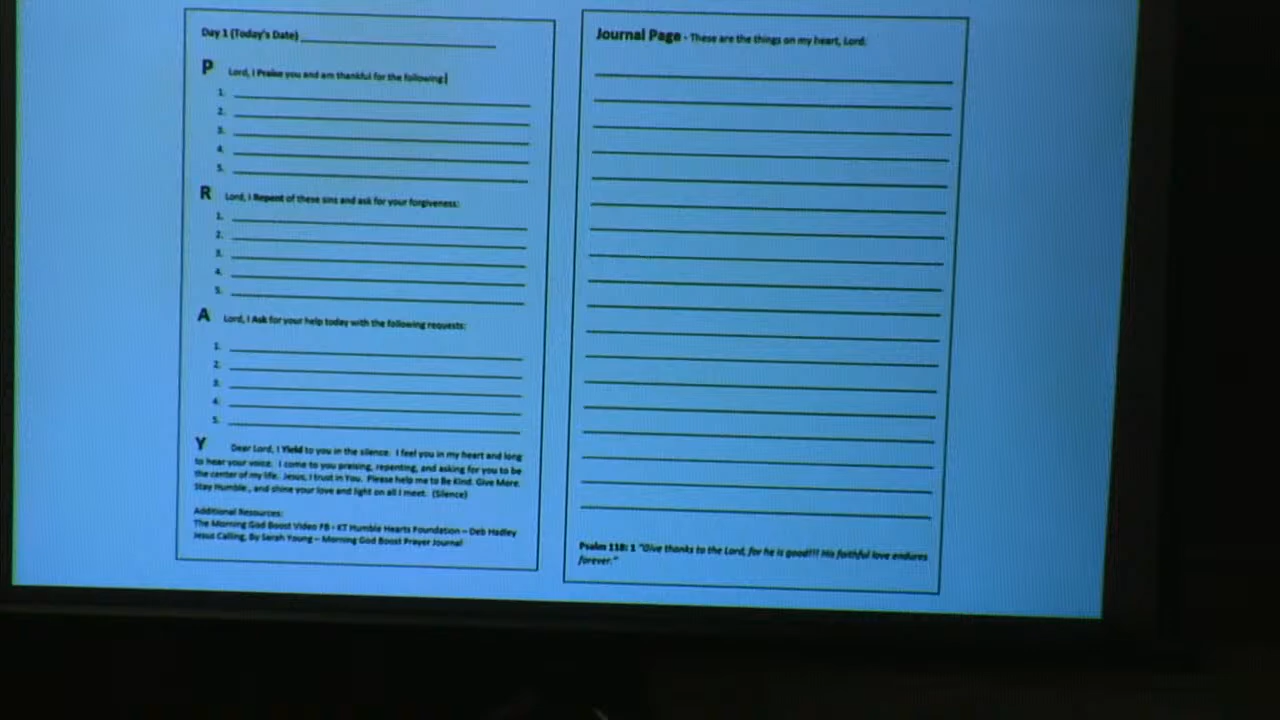 Day 1 (Today's Date)
P Lord, I Praise you and am thankful for the following:
1.
2.
3.
4.
5.
R Lord, I Repent of these sins and ask for your forgiveness:
1.
2.
3.
4.
5.
A Lord, I Ask for your help today with the following requests:
1.
2.
3.
4.
5.
Y Dear Lord, I Yield to you in the silence. I feel you in my heart and long
to hear your voice. I come to you praising, repenting, and asking for you to be
the center of my life. Jesus, I trust in You. Please help me to Be Kind. Give More.
Stay Humble., and shine your love and light on all I meet. (Silence)
Additional Resources:
The Morning God Boost Video FB - KT Humble Hearts Foundation – Deb Hadley
Jesus Calling, By Sarah Young – Morning God Boost Prayer Journal
Journal Page - These are the things on my heart, Lord.
Psalm 118: 1 "Give thanks to the Lord, for he is good!!! His faithful love endures
forever."